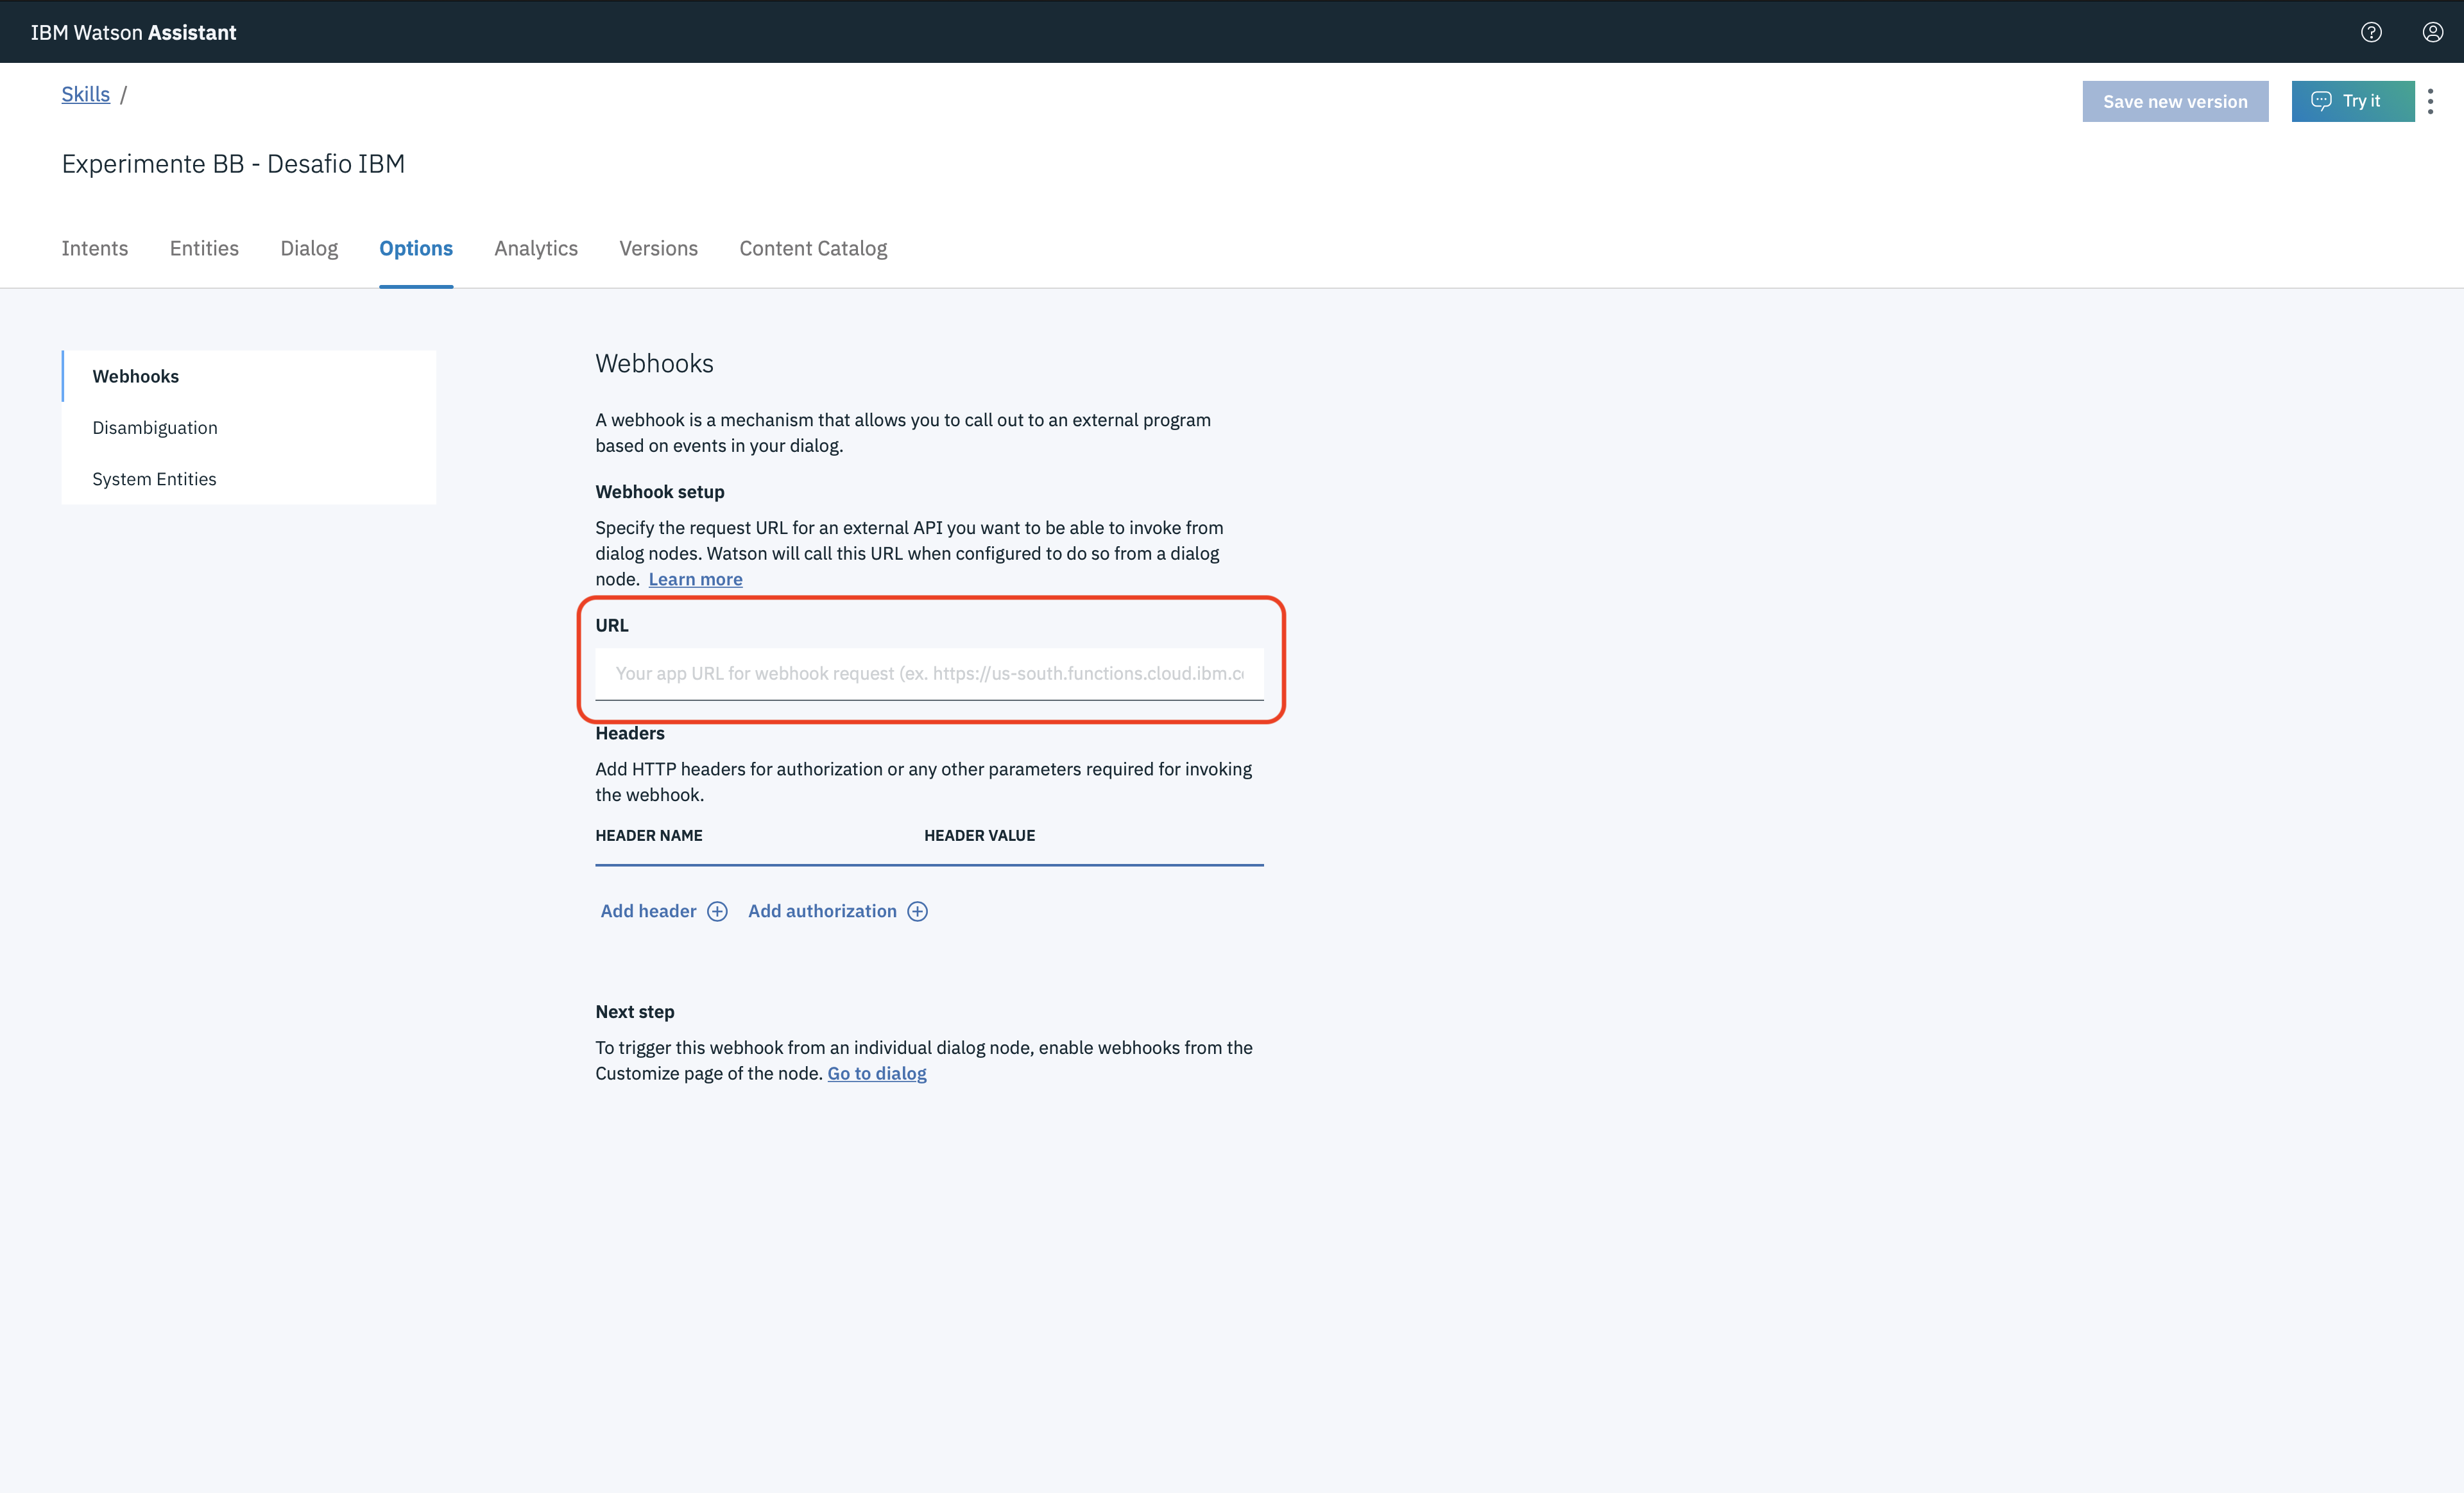 IBM Watson Assistant
Skills /
Save new version
Try it
Experimente BB - Desafio IBM
Intents
Entities
Dialog
Options
Analytics
Versions
Content Catalog
Webhooks
Disambiguation
System Entities
Webhooks
A webhook is a mechanism that allows you to call out to an external program
based on events in your dialog.
Webhook setup
Specify the request URL for an external API you want to be able to invoke from
dialog nodes. Watson will call this URL when configured to do so from a dialog
node. Learn more
URL
Your app URL for webhook request (ex. https://us-south.functions.cloud.ibm.c
Headers
Add HTTP headers for authorization or any other parameters required for invoking
the webhook.
HEADER NAME
HEADER VALUE
Add header
Add authorization
Next step
To trigger this webhook from an individual dialog node, enable webhooks from the
Customize page of the node. Go to dialog